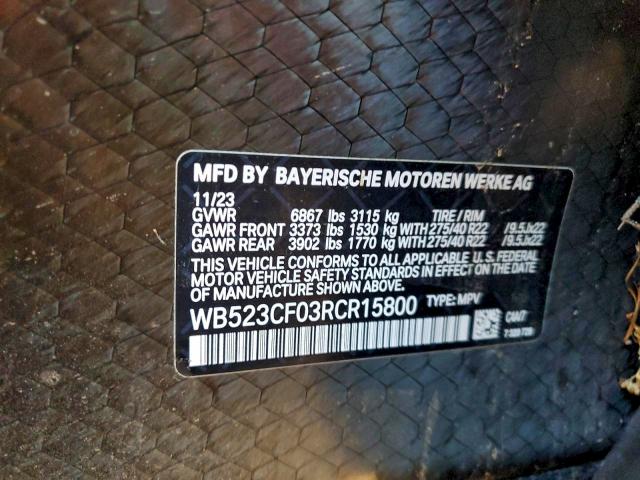 MFD BY BAYERISCHE MOTOREN WERKE AG
11/23
GVWR 6867 lbs 3115 kg TIRE / RIM
GAWR FRONT 3373 lbs 1530 kg WITH 275/40 R22 /9.5Jx22
GAWR REAR 3902 lbs 1770 kg WITH 275/40 R22 /9.5Jx22
THIS VEHICLE CONFORMS TO ALL APPLICABLE U.S. FEDERAL
MOTOR VEHICLE SAFETY STANDARDS IN EFFECT ON THE DATE
OF MANUFACTURE SHOWN ABOVE.
WB523CF03RCR15800 TYPE: MPV